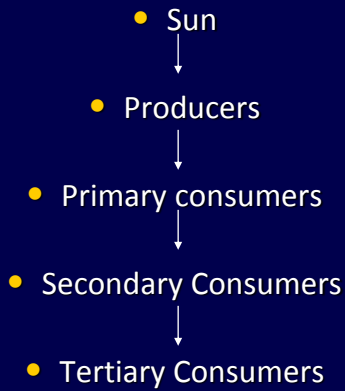 • Sun
• Producers
• Primary consumers
• Secondary Consumers
• Tertiary Consumers